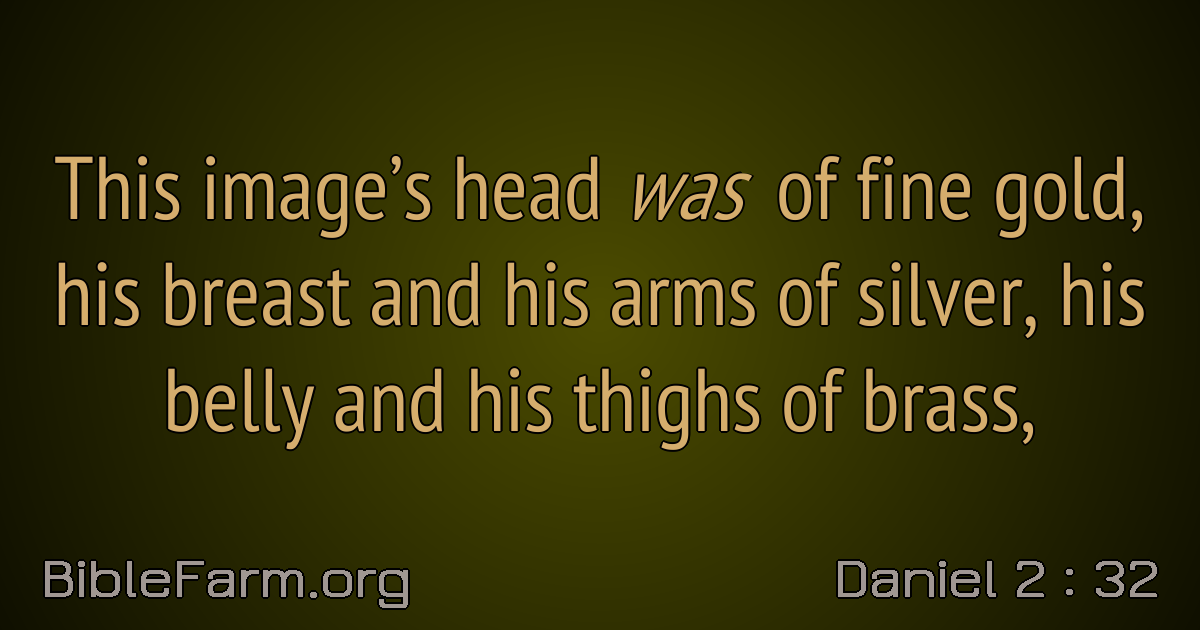 This image’s head was of fine gold,
his breast and his arms of silver, his
belly and his thighs of brass,
BibleFarm.org
Daniel 2 : 32